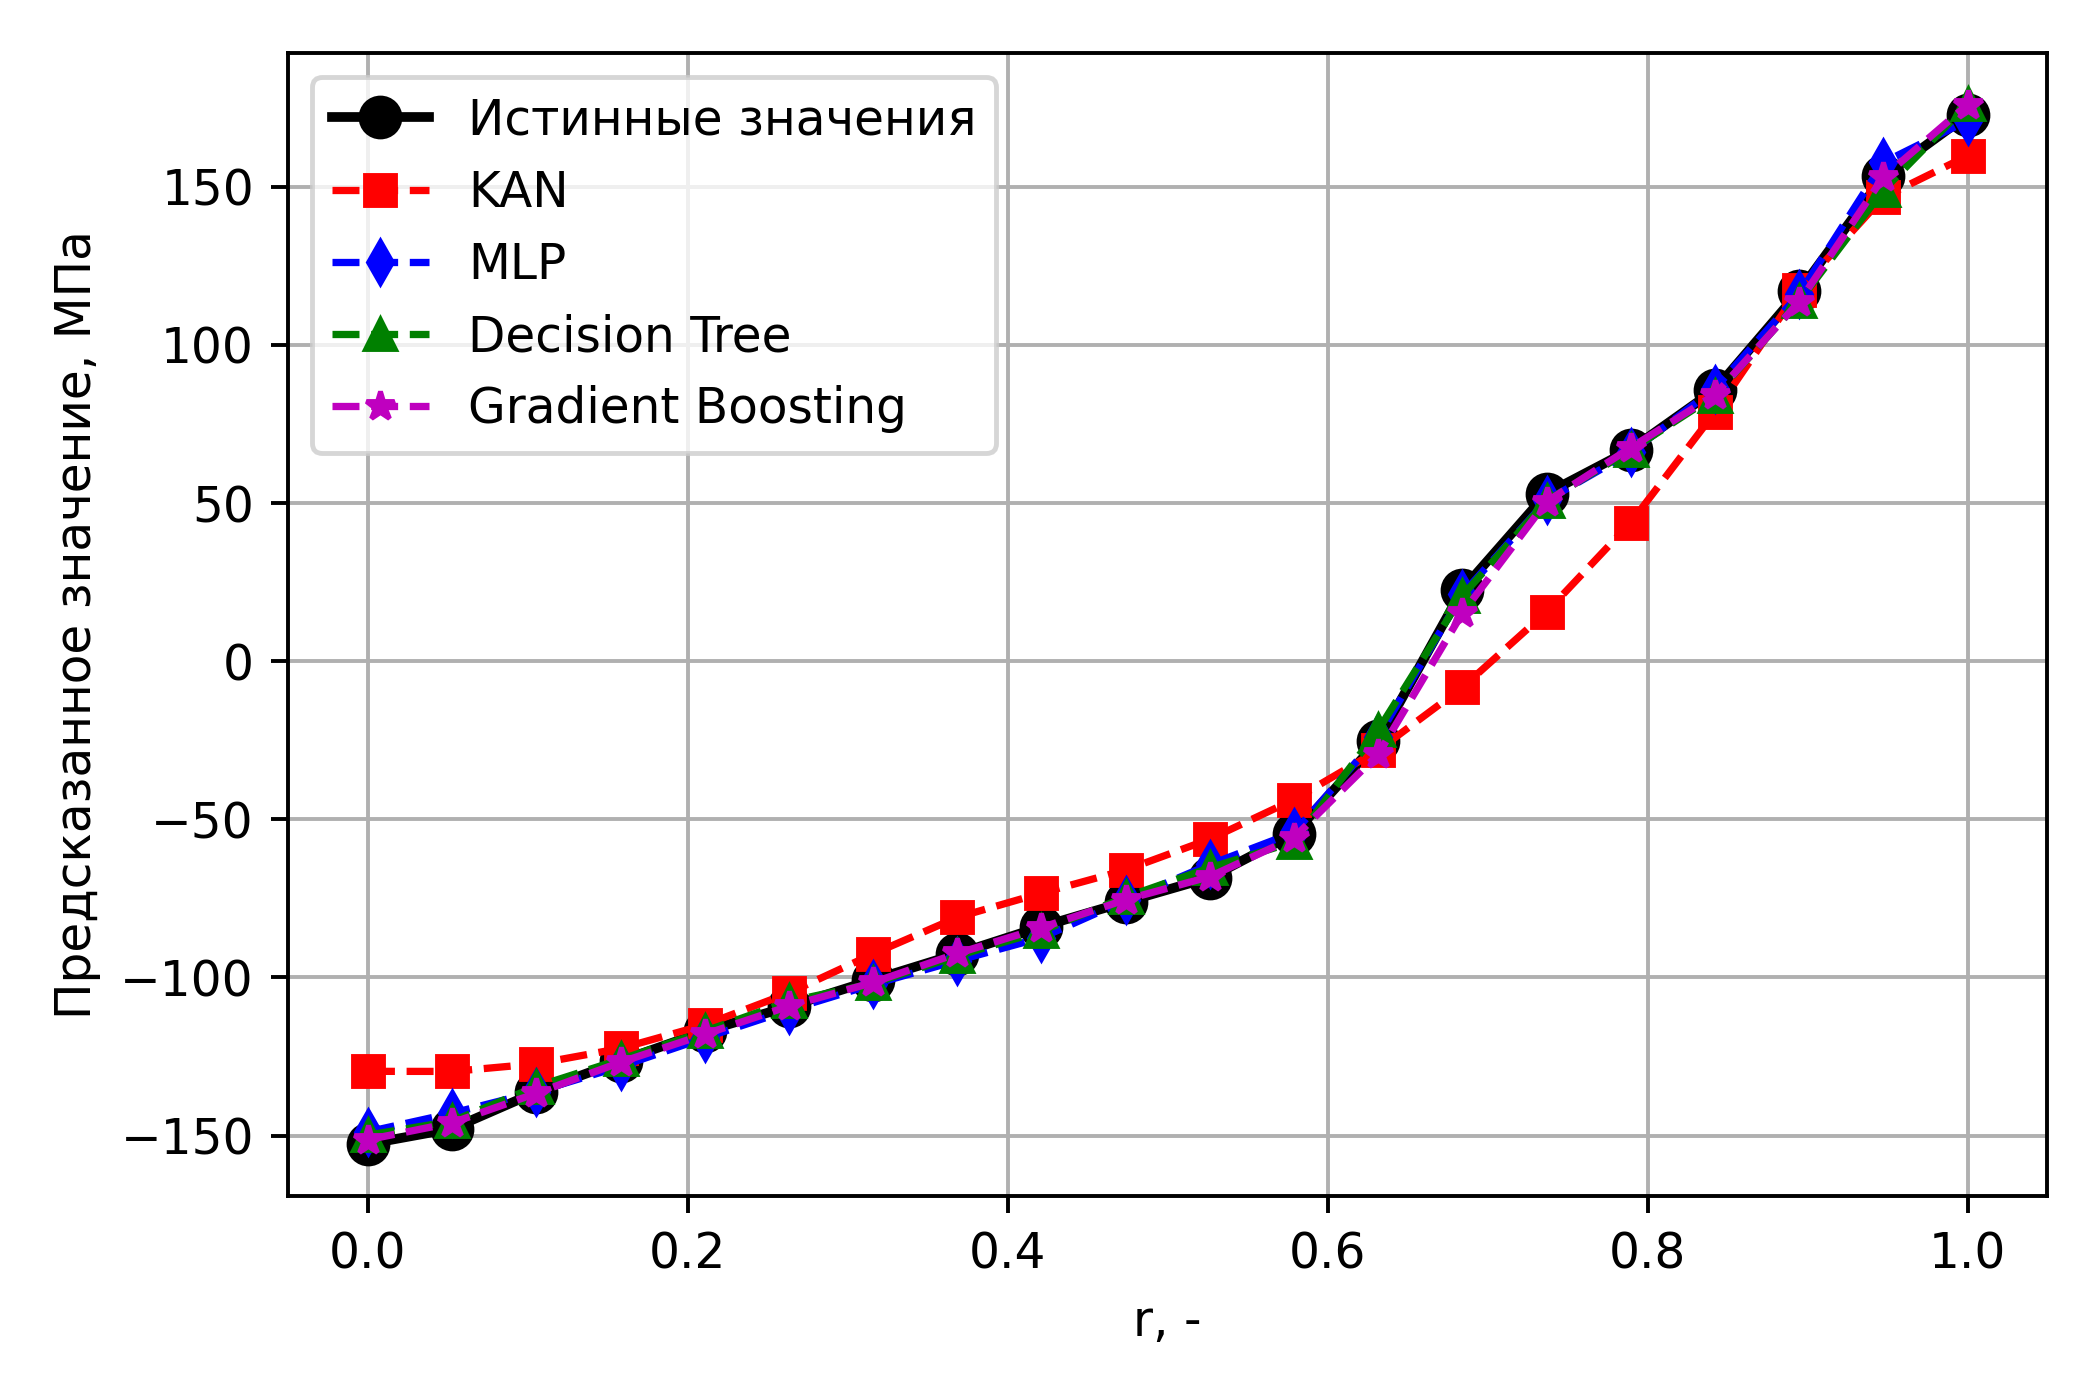 Истинные значения
KAN
MLP
Decision Tree
Gradient Boosting
Предсказанное значение, МПа
150
100
50
0
−50
−100
−150
0.0 0.2 0.4 0.6 0.8 1.0
r, -